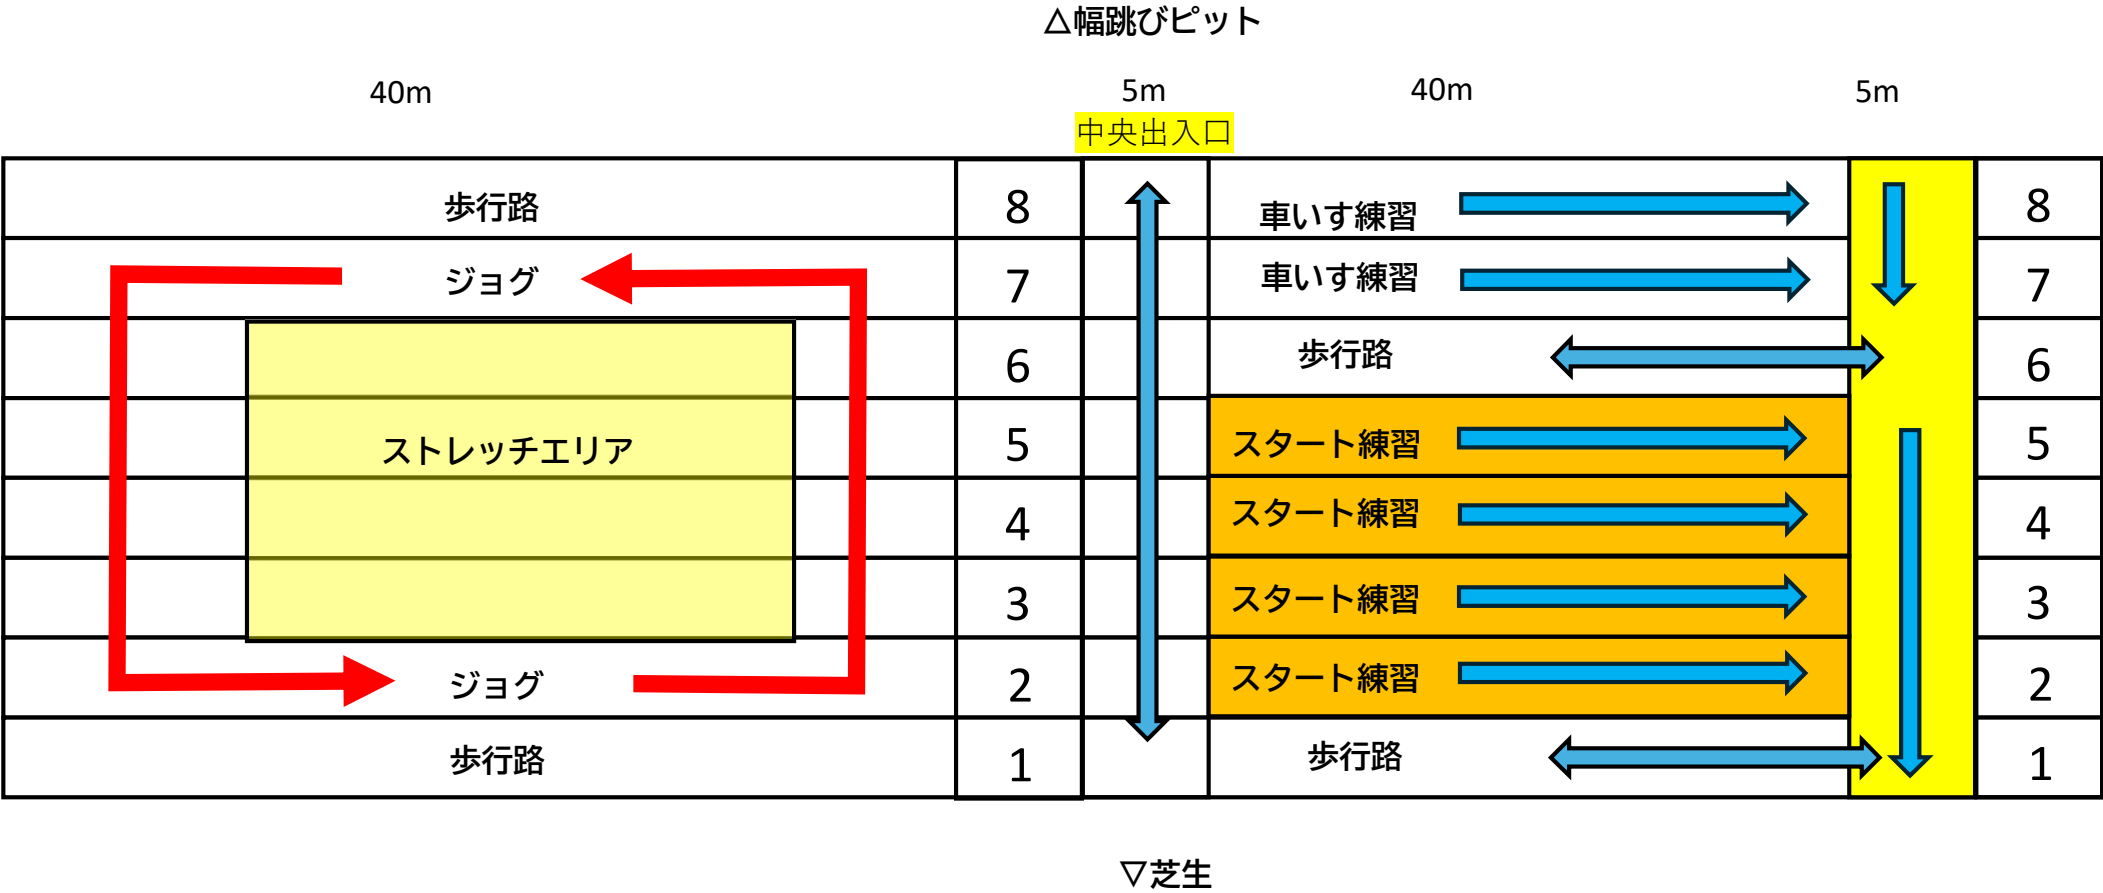 △幅跳びピット
40m
5m
40m
5m
中央出入口
歩行路
8
車いす練習
8
ジョグ
7
車いす練習
7
6
歩行路
6
ストレッチエリア
5
スタート練習
5
4
スタート練習
4
3
スタート練習
3
ジョグ
2
スタート練習
2
歩行路
1
歩行路
1
▽芝生